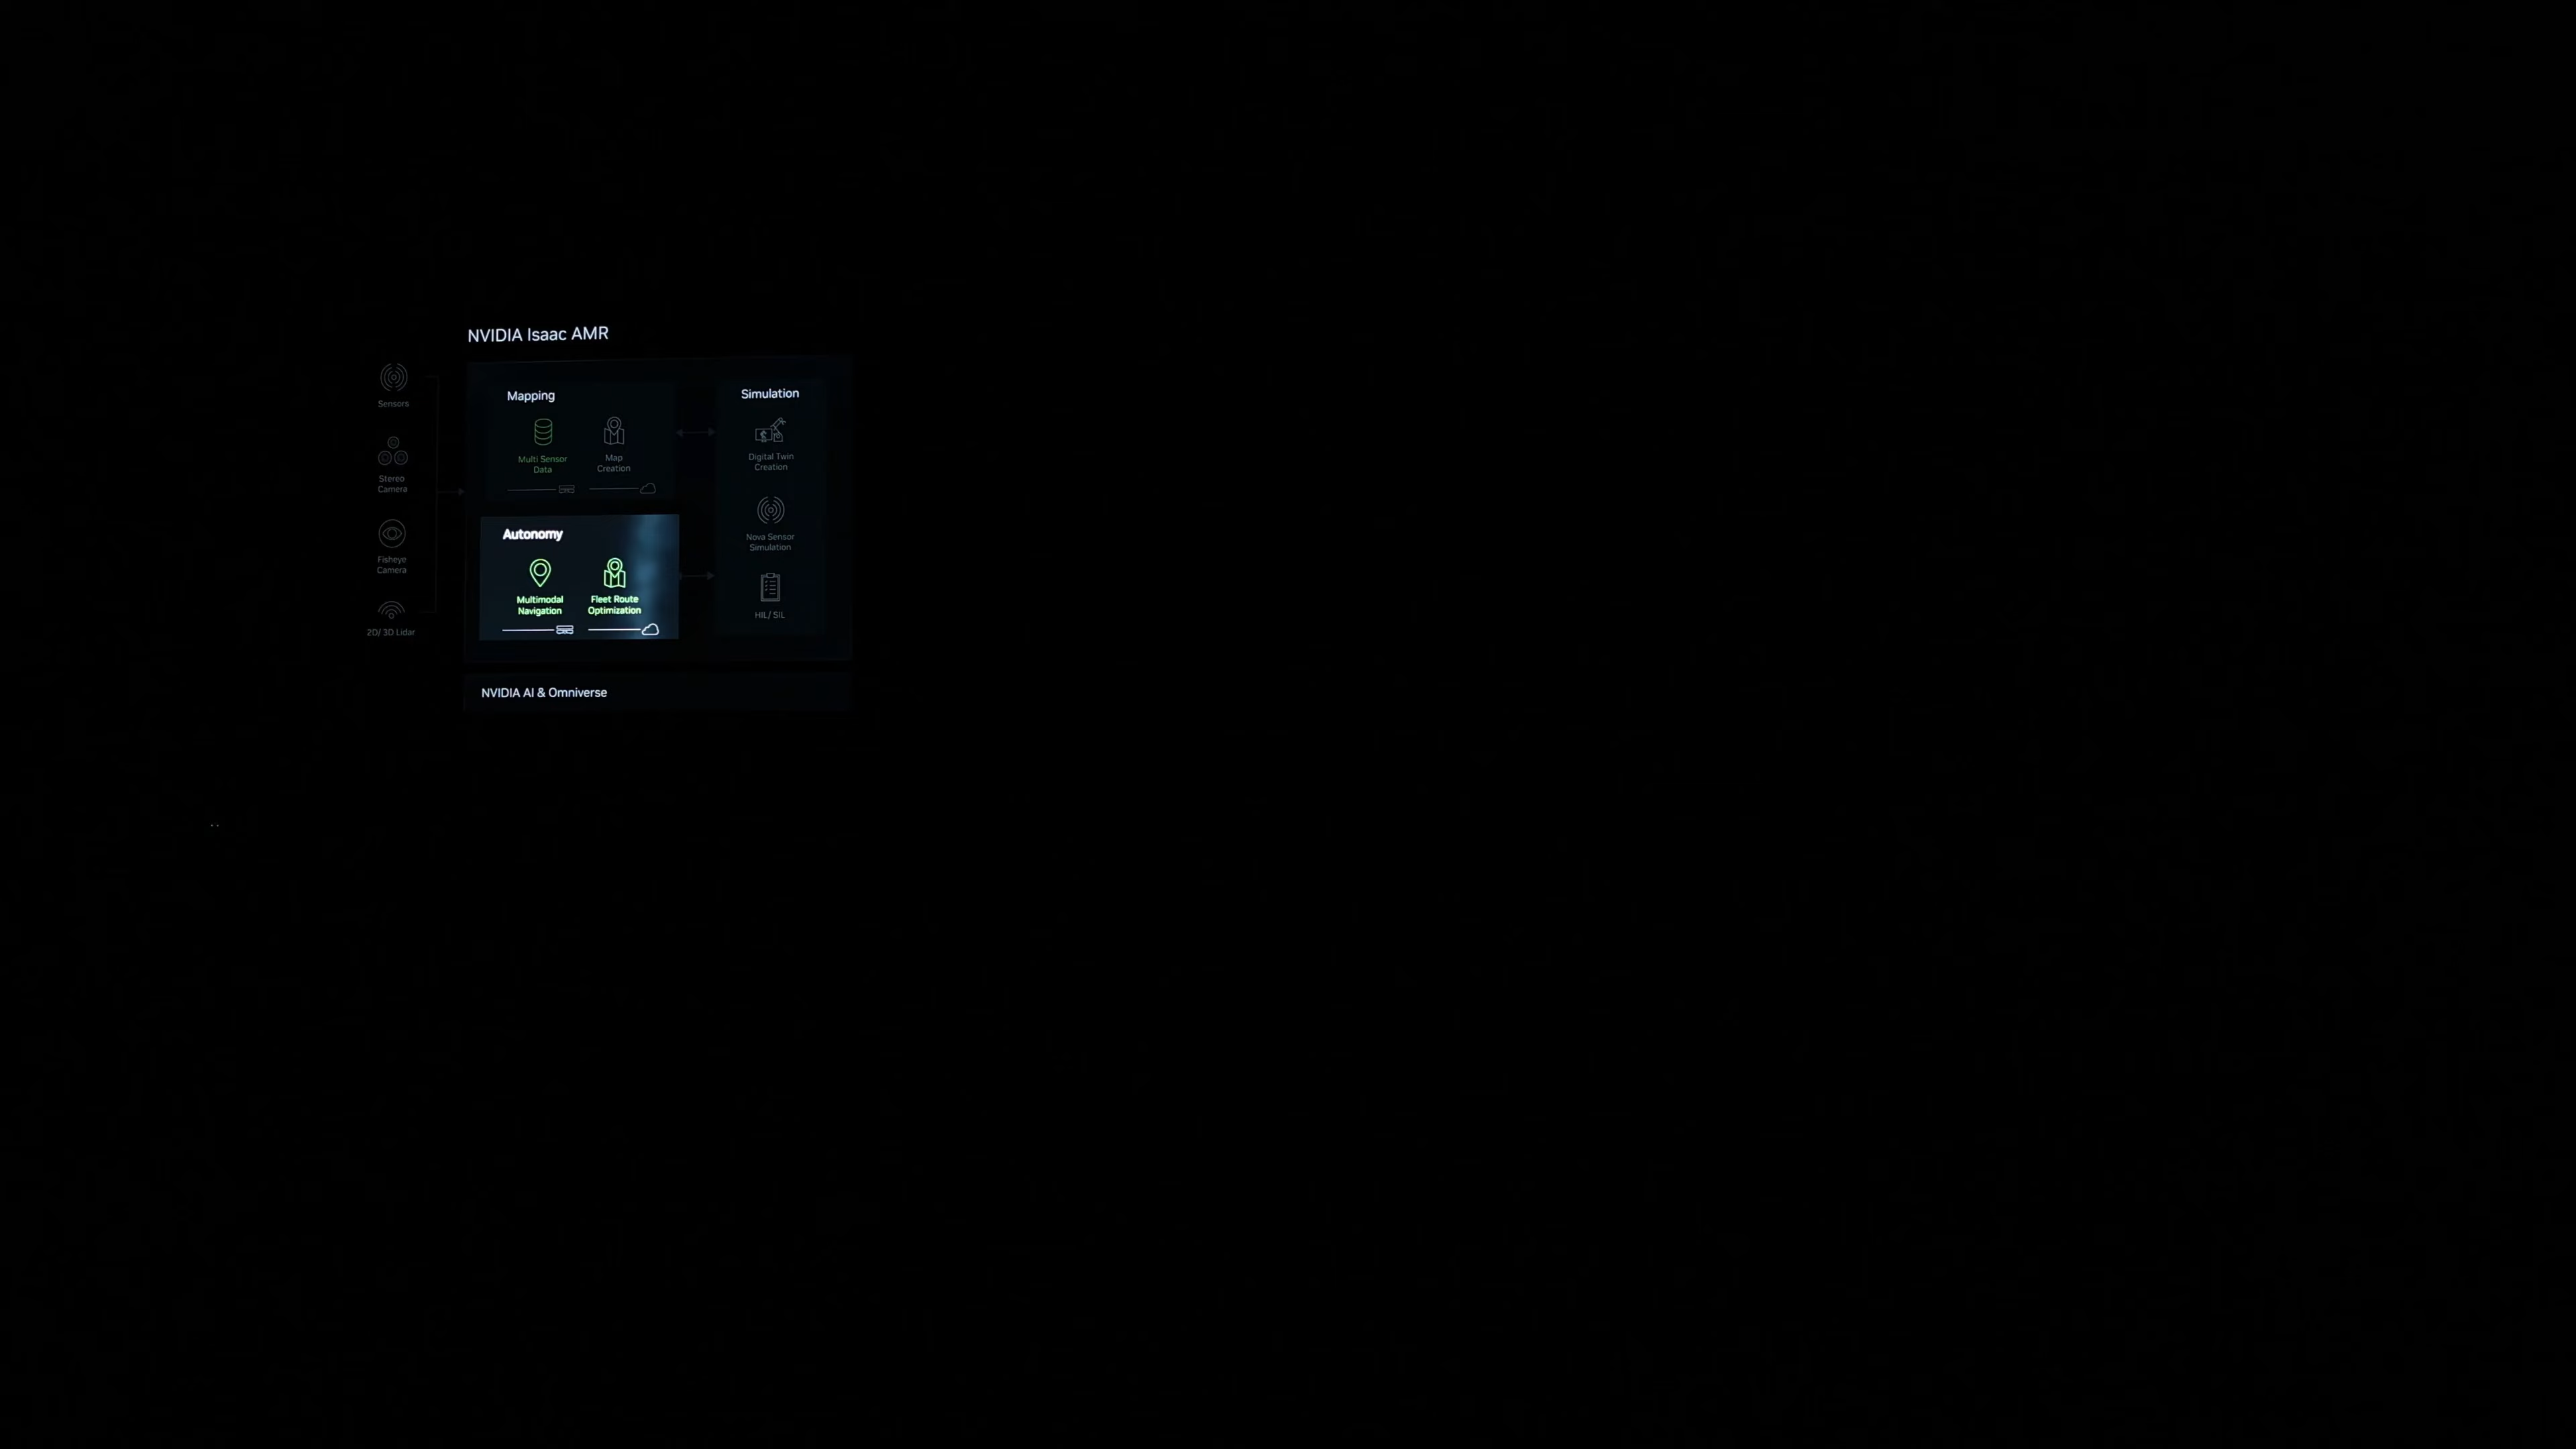 NVIDIA Isaac AMR
Sensors
Stereo
Camera
Fisheye
Camera
2D/ 3D Lidar
Mapping
Multi Sensor
Data
Map
Creation
Autonomy
Multimodal
Navigation
Fleet Route
Optimization
Simulation
Digital Twin
Creation
Nova Sensor
Simulation
HIL/ SIL
NVIDIA AI & Omniverse